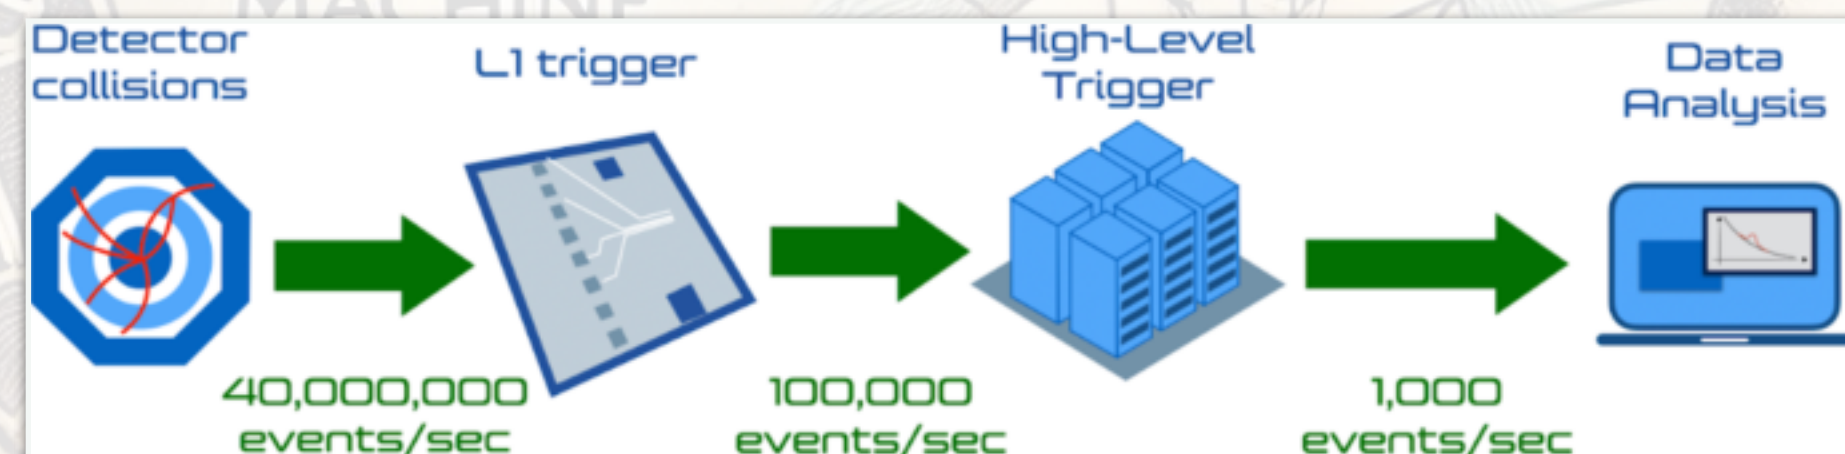 MACHINE
Detector
collisions
L1 trigger
High-Level
Trigger
Data
Analysis
40,000,000
events/sec
100,000
events/sec
1,000
events/sec